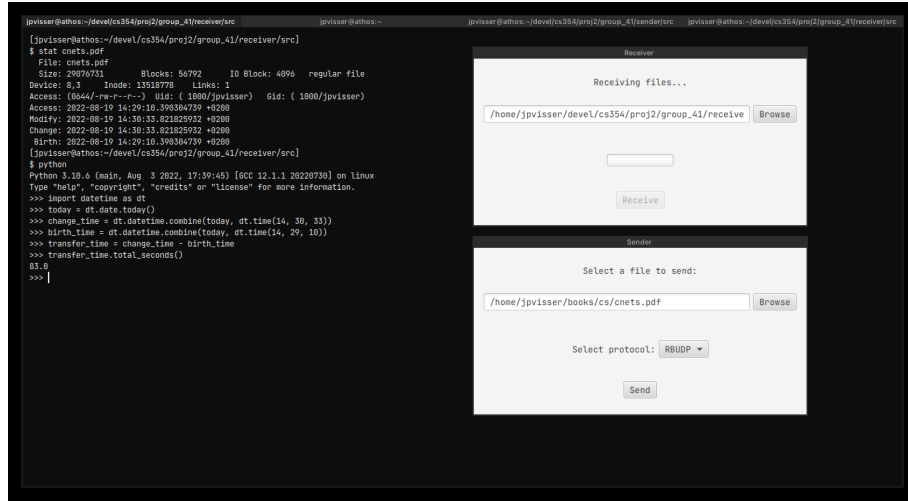 jpvisser@athos:~/devel/cs354/proj2/group_41/receiver/src jpvisser@athos:~ jpvisser@athos:~/devel/cs354/proj2/group_41/sender/src jpvisser@athos:~/devel/cs354/proj2/group_41/receiver/src
[jpvisser@athos:~/devel/cs354/proj2/group_41/receiver/src]
$ stat cnets.pdf
File: cnets.pdf
Size: 29076731 Blocks: 56792 IO Block: 4096 regular file
Device: 8,3 Inode: 13518778 Links: 1
Access: (0644/-rw-r--r--) Uid: ( 1000/jpvisser) Gid: ( 1000/jpvisser)
Access: 2022-08-19 14:29:10.390304739 +0200
Modify: 2022-08-19 14:30:33.821825932 +0200
Change: 2022-08-19 14:30:33.821825932 +0200
Birth: 2022-08-19 14:29:10.390304739 +0200
[jpvisser@athos:~/devel/cs354/proj2/group_41/receiver/src]
$ python
Python 3.10.6 (main, Aug  3 2022, 17:39:45) [GCC 12.1.1 20220730] on linux
Type "help", "copyright", "credits" or "license" for more information.
>>> import datetime as dt
>>> today = dt.date.today()
>>> change_time = dt.datetime.combine(today, dt.time(14, 30, 33))
>>> birth_time = dt.datetime.combine(today, dt.time(14, 29, 10))
>>> transfer_time = change_time - birth_time
>>> transfer_time.total_seconds()
83.0
>>>
Receiver
Receiving files...
/home/jpvisser/devel/cs354/proj2/group_41/receive Browse
Receive
Sender
Select a file to send:
/home/jpvisser/books/cs/cnets.pdf Browse
Select protocol: RBUDP
Send